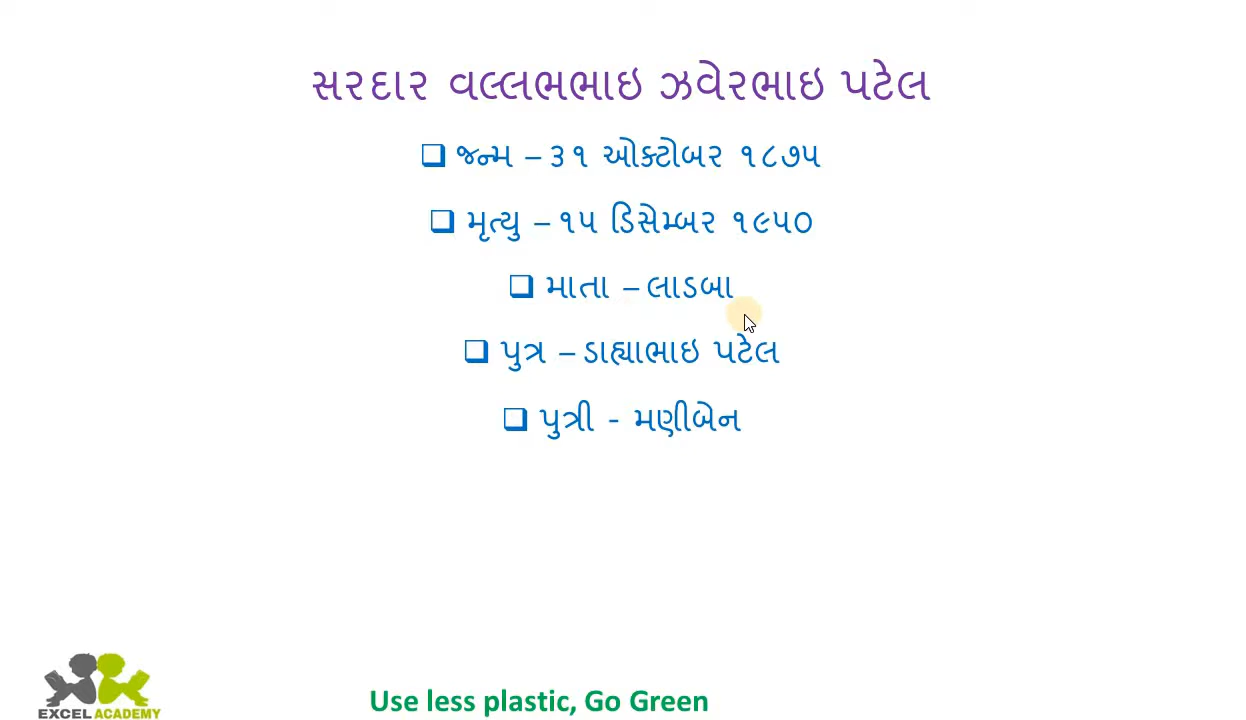 સરદાર વલ્લભભાઇ ઝવેરભાઇ પટેલ
❑ જન્મ – ૩૧ ઓક્ટોબર ૧૮૭૫
❑ મૃત્યુ – ૧૫ ડિસેમ્બર ૧૯૫૦
❑ માતા – લાડબા
❑ પુત્ર – ડાહ્યાભાઇ પટેલ
❑ પુત્રી - મણીબેન
EXCEL ACADEMY
Use less plastic, Go Green